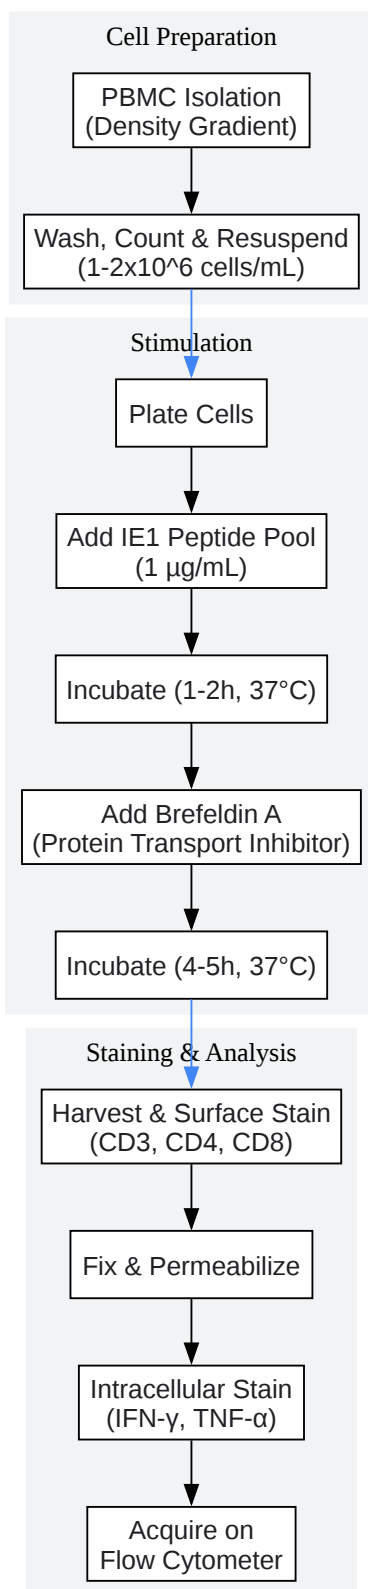 Cell Preparation
PBMC Isolation
(Density Gradient)
Wash, Count & Resuspend
(1-2x10^6 cells/mL)
Stimulation
Plate Cells
Add IE1 Peptide Pool
(1 µg/mL)
Incubate (1-2h, 37°C)
Add Brefeldin A
(Protein Transport Inhibitor)
Incubate (4-5h, 37°C)
Staining & Analysis
Harvest & Surface Stain
(CD3, CD4, CD8)
Fix & Permeabilize
Intracellular Stain
(IFN-γ, TNF-α)
Acquire on
Flow Cytometer